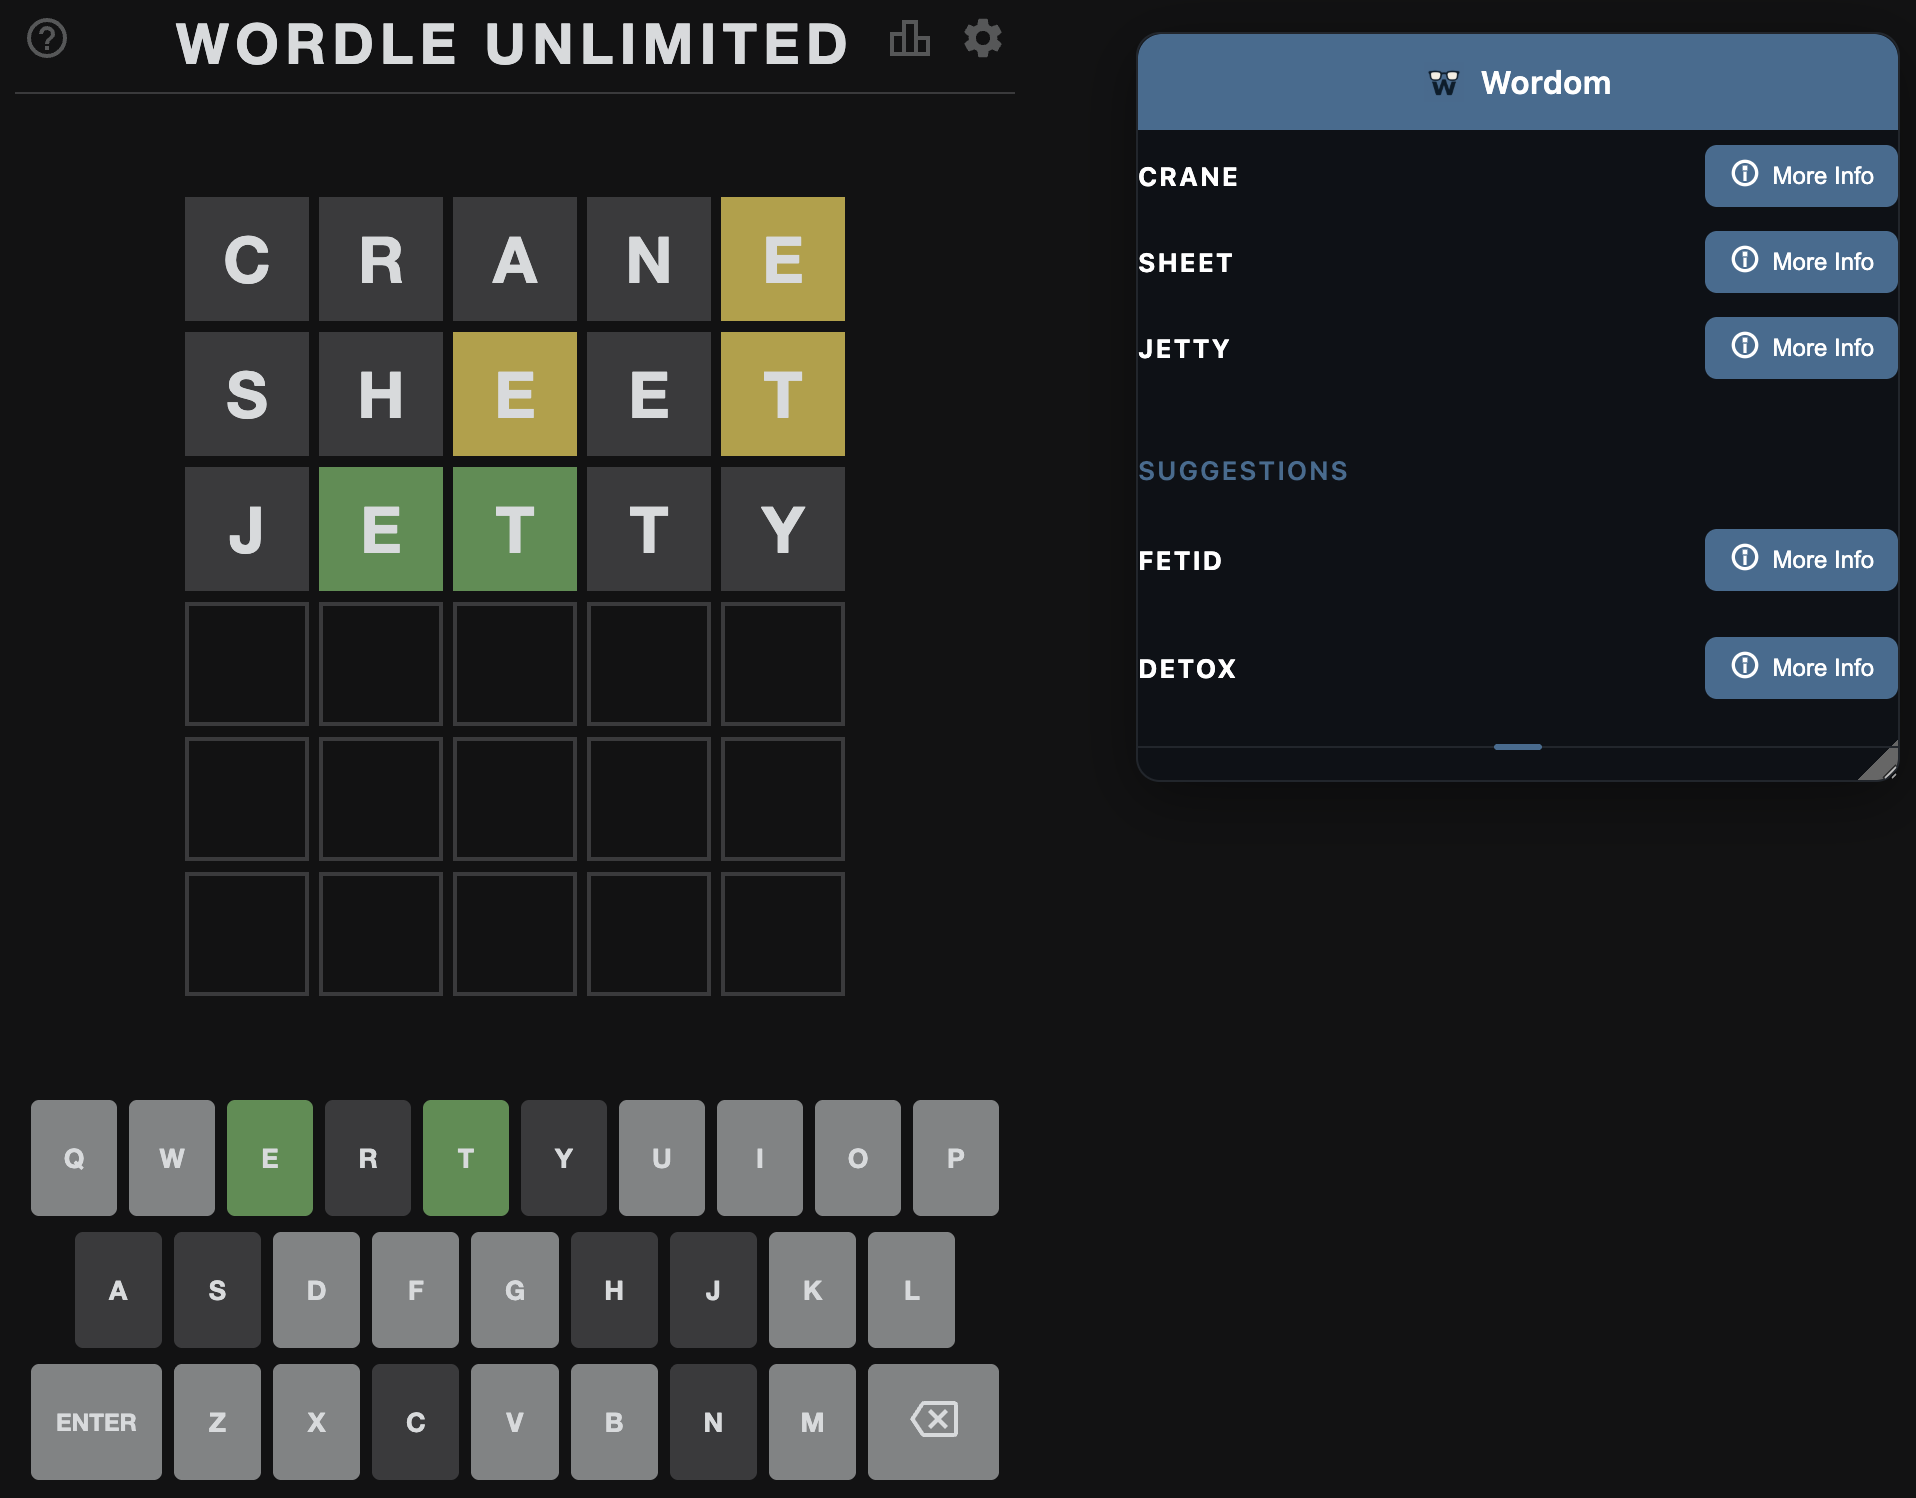 WORDLE UNLIMITED
C R A N E
S H E E T
J E T T Y
Q W E R T Y U I O P
A S D F G H J K L
ENTER Z X C V B N M
Wordom
CRANE More Info
SHEET More Info
JETTY More Info
SUGGESTIONS
FETID More Info
DETOX More Info